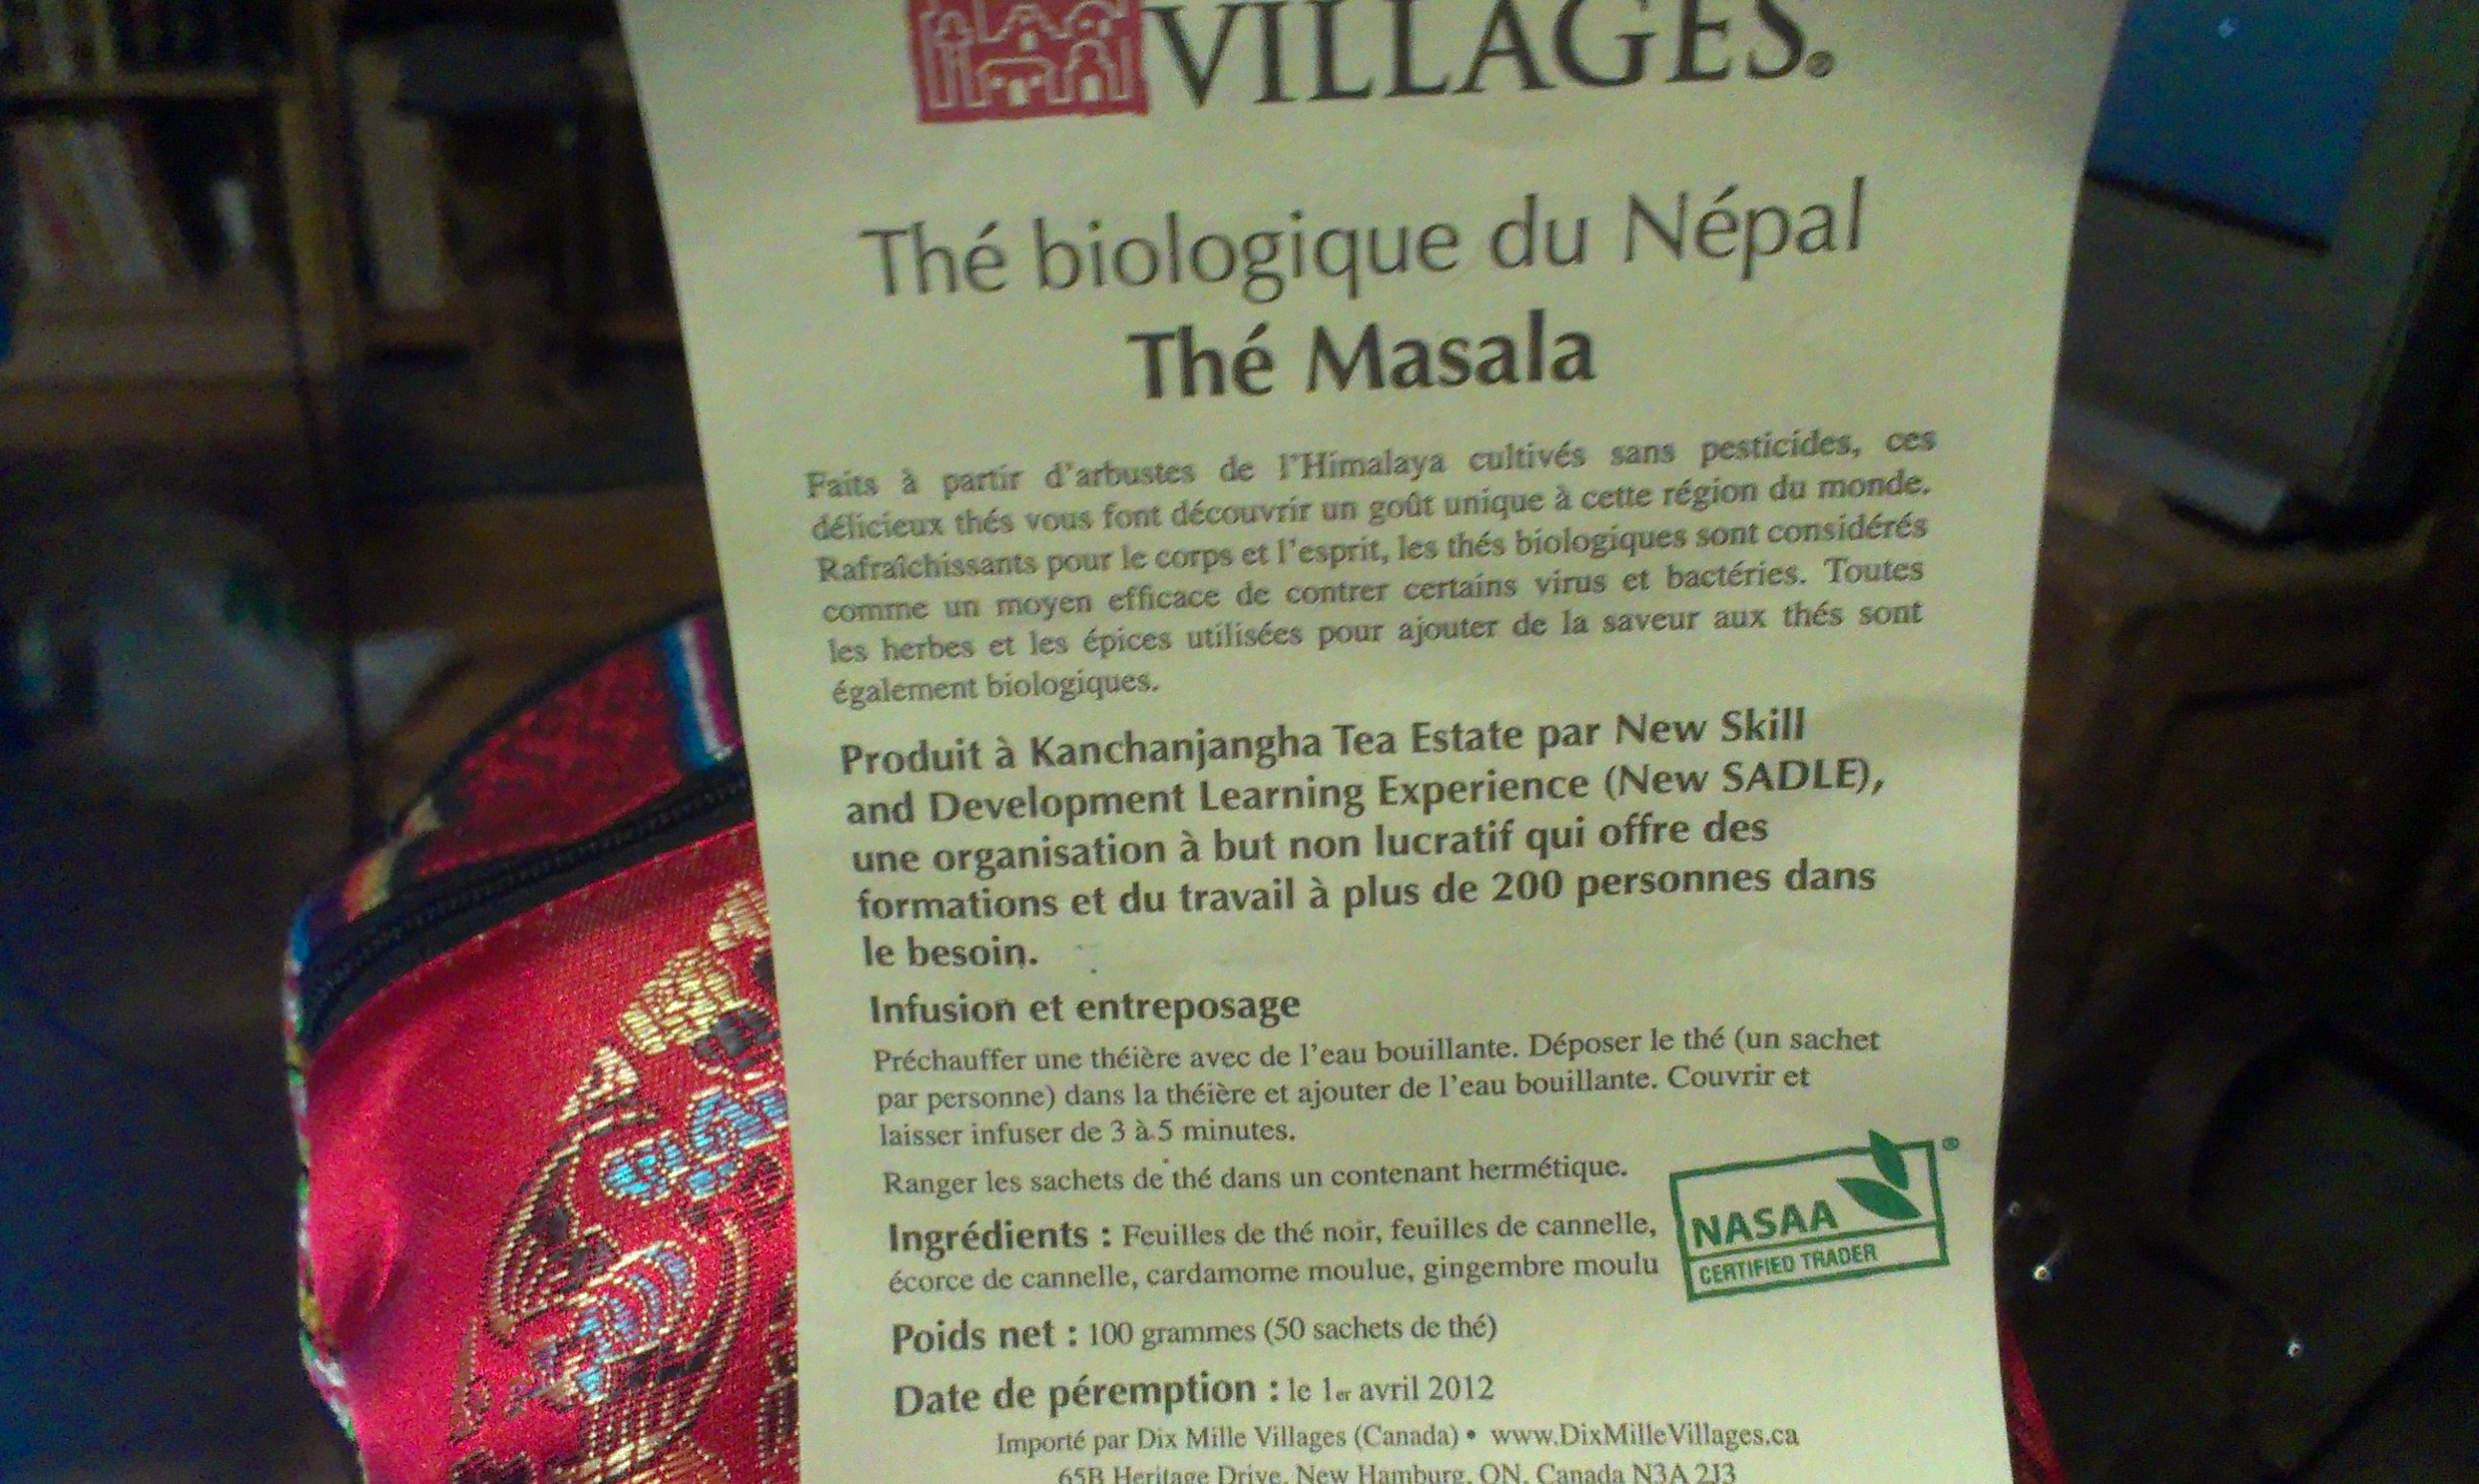 VILLAGES®
Thé biologique du Népal
Thé Masala
Faits à partir d'arbustes de l'Himalaya cultivés sans pesticides, ces
délicieux thés vous font découvrir un goût unique à cette région du monde.
Rafraîchissants pour le corps et l'esprit, les thés biologiques sont considérés
comme un moyen efficace de contrer certains virus et bactéries. Toutes
les herbes et les épices utilisées pour ajouter de la saveur aux thés sont
également biologiques.
Produit à Kanchanjangha Tea Estate par New Skill
and Development Learning Experience (New SADLE),
une organisation à but non lucratif qui offre des
formations et du travail à plus de 200 personnes dans
le besoin.
Infusion et entreposage
Préchauffer une théière avec de l'eau bouillante. Déposer le thé (un sachet
par personne) dans la théière et ajouter de l'eau bouillante. Couvrir et
laisser infuser de 3 à 5 minutes.
Ranger les sachets de thé dans un contenant hermétique.
Ingrédients : Feuilles de thé noir, feuilles de cannelle,
écorce de cannelle, cardamome moulue, gingembre moulu
NASAA ®
CERTIFIED TRADER
Poids net : 100 grammes (50 sachets de thé)
Date de péremption : le 1er avril 2012
Importé par Dix Mille Villages (Canada) • www.DixMilleVillages.ca
65B Heritage Drive, New Hamburg, ON, Canada N3A 2J3